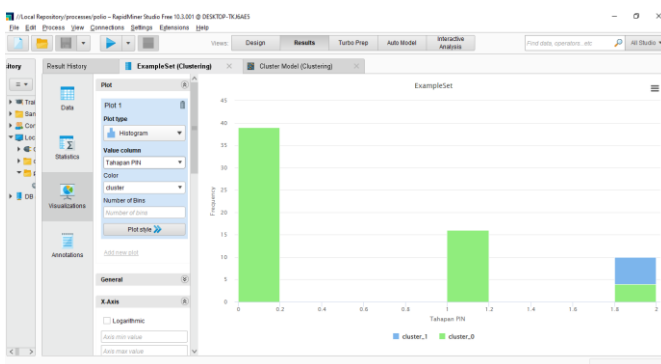 //Local Repository/processes/polio – RapidMiner Studio Free 10.3.001 @ DESKTOP-7KJ6AES
File Edit Process View Connections Settings Extensions Help
Views: Design Results Turbo Prep Auto Model Interactive Analysis
Find data, operators...etc
All Studio
Result History
ExampleSet (Clustering)
Cluster Model (Clustering)
Data
Statistics
Visualizations
Annotations
Plot
Plot 1
Plot type
Histogram
Value column
Tahapan PIN
Color
cluster
Number of Bins
Number of bins
Plot style
Add new plot
General
X-Axis
Logarithmic
Axis min value
Axis max value
ExampleSet
Frequency
45
40
35
30
25
20
15
10
5
0
0 0.2 0.4 0.6 0.8 1 1.2 1.4 1.6 1.8 2
Tahapan PIN
cluster_1 cluster_0